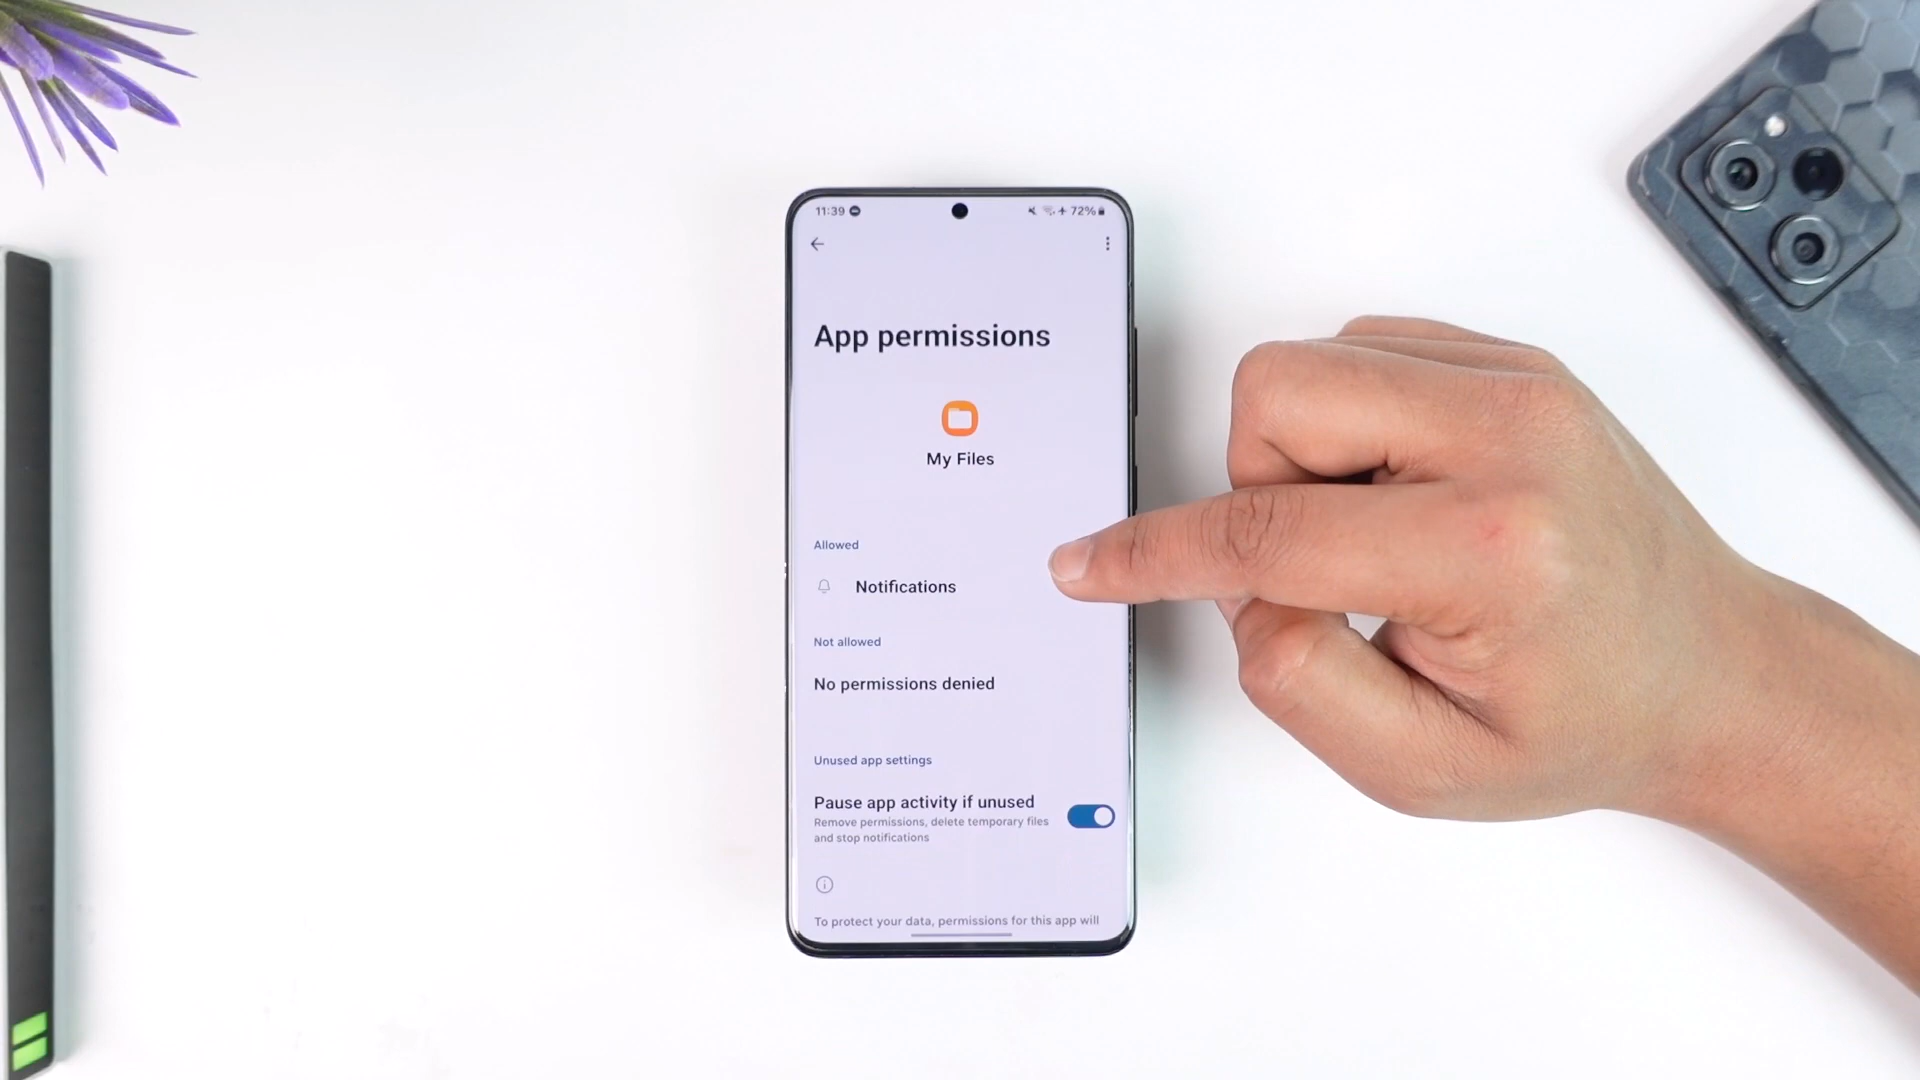 11:39
72%
App permissions
My Files
Allowed
Notifications
Not allowed
No permissions denied
Unused app settings
Pause app activity if unused
Remove permissions, delete temporary files
and stop notifications
To protect your data, permissions for this app will